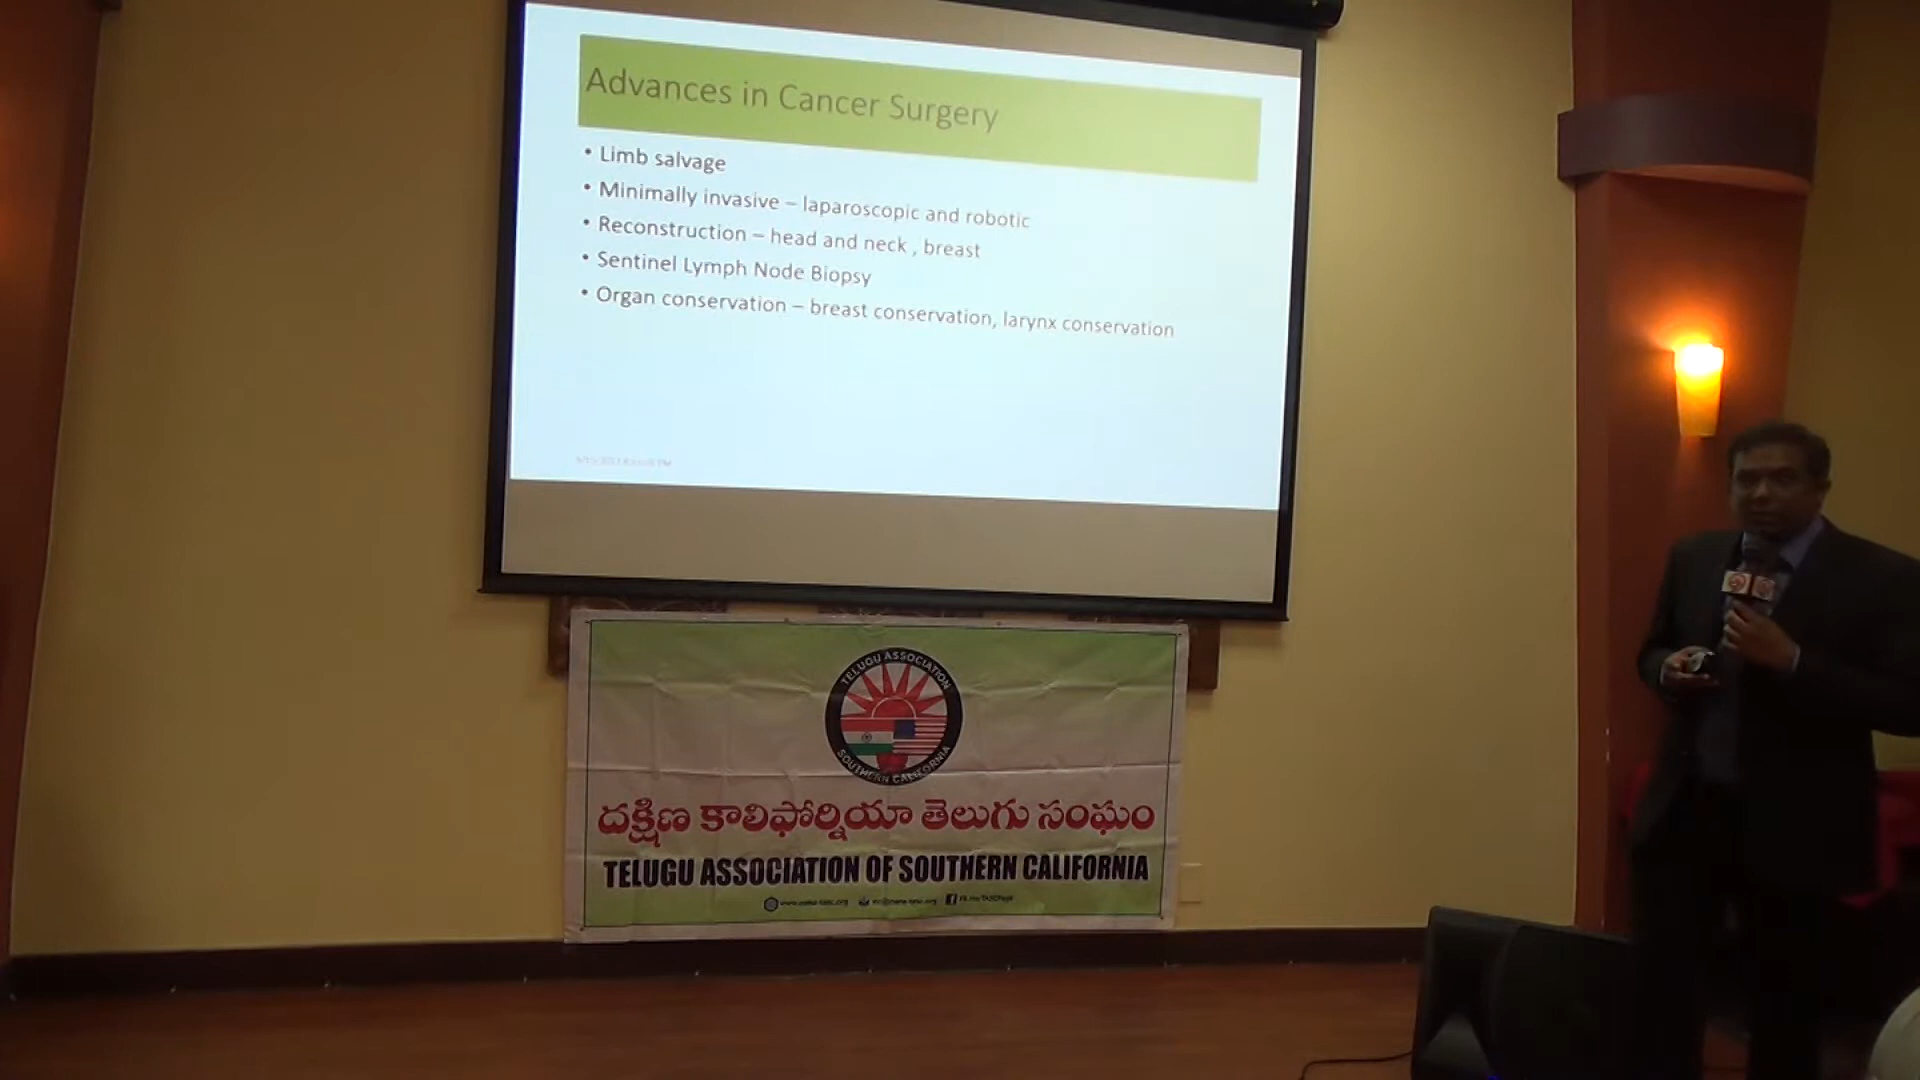 Advances in Cancer Surgery
• Limb salvage
• Minimally invasive – laparoscopic and robotic
• Reconstruction – head and neck , breast
• Sentinel Lymph Node Biopsy
• Organ conservation – breast conservation, larynx conservation
TELUGU ASSOCIATION
SOUTHERN CALIFORNIA
దక్షిణ కాలిఫోర్నియా తెలుగు సంఘం
TELUGU ASSOCIATION OF SOUTHERN CALIFORNIA